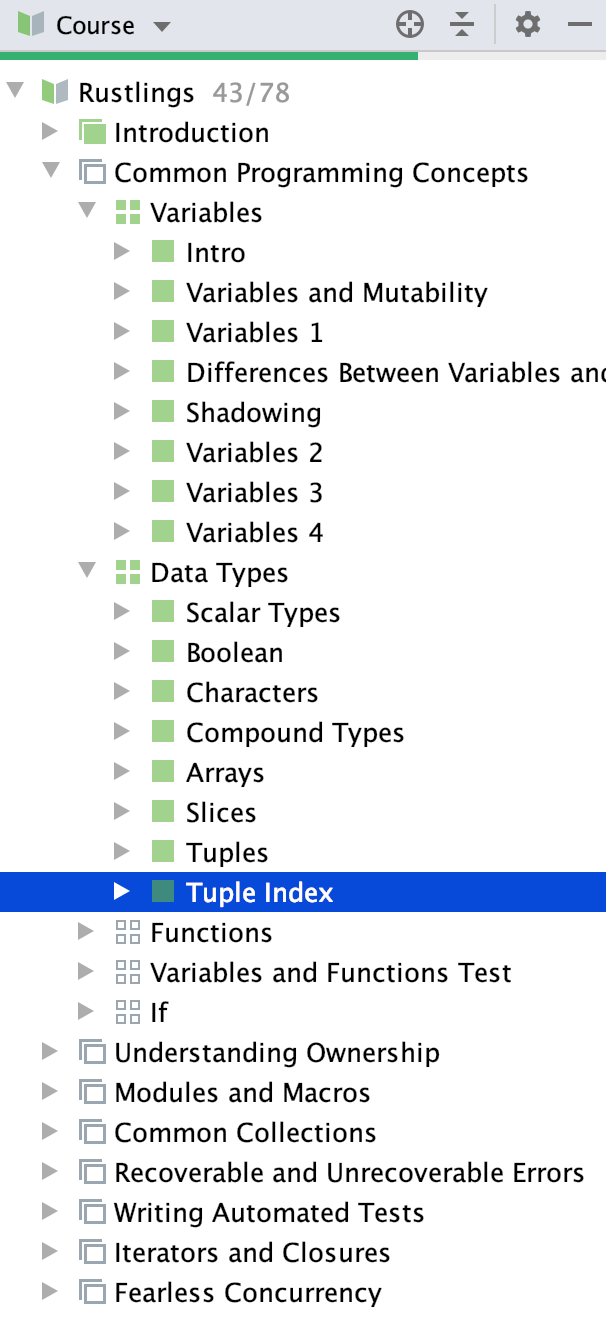 Course
Rustlings 43/78
Introduction
Common Programming Concepts
Variables
Intro
Variables and Mutability
Variables 1
Differences Between Variables and
Shadowing
Variables 2
Variables 3
Variables 4
Data Types
Scalar Types
Boolean
Characters
Compound Types
Arrays
Slices
Tuples
Tuple Index
Functions
Variables and Functions Test
If
Understanding Ownership
Modules and Macros
Common Collections
Recoverable and Unrecoverable Errors
Writing Automated Tests
Iterators and Closures
Fearless Concurrency